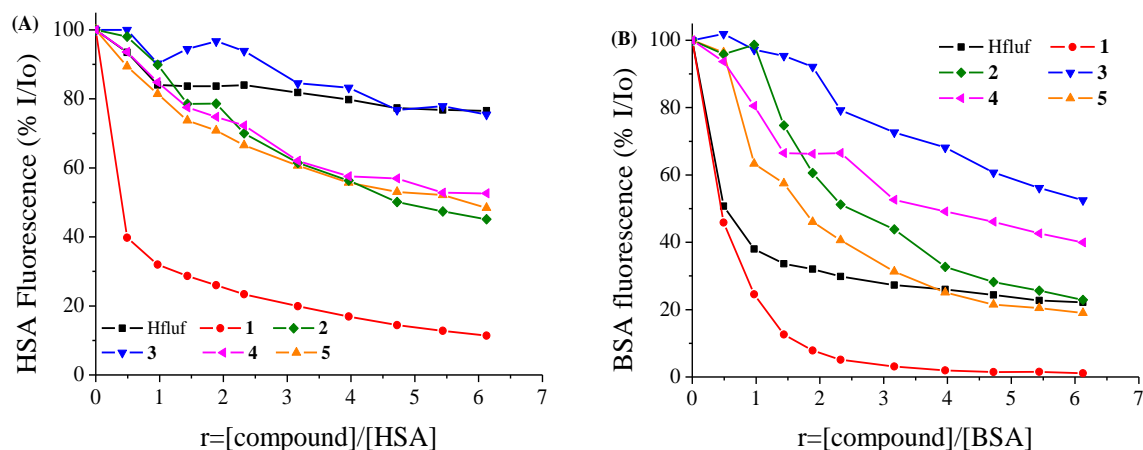 (A)
100
80
60
40
20
0
HSA Fluorescence (% I/Io)
Hfluf 1 2
3 4 5
0 1 2 3 4 5 6 7
r=[compound]/[HSA]
(B)
100
80
60
40
20
0
BSA fluorescence (% I/Io)
Hfluf 1
2 3
4 5
0 1 2 3 4 5 6 7
r=[compound]/[BSA]